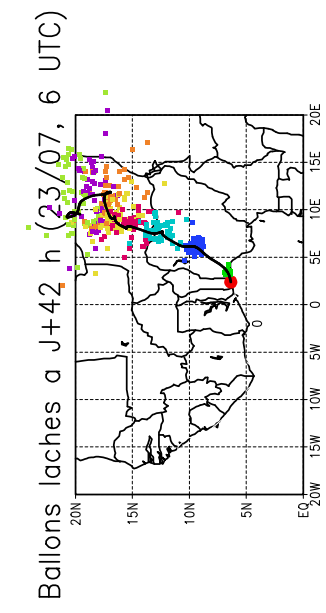 Ballons laches a J+42 h (23/07, 6 UTC)
20N
15N
10N
5N
EQ
20W
15W
10W
5W
0
5E
10E
15E
20E
0